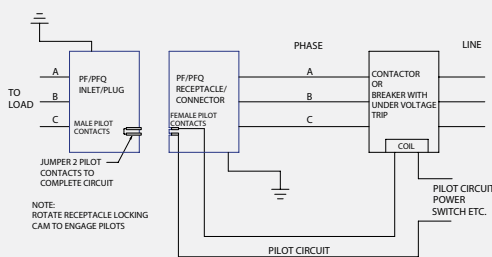 PHASE
LINE
TO
LOAD
A
B
C
PF/PFQ
INLET/PLUG
MALE PILOT
CONTACTS
PF/PFQ
RECEPTACLE/
CONNECTOR
FEMALE PILOT
CONTACTS
A
B
C
CONTACTOR
OR
BREAKER WITH
UNDER VOLTAGE
TRIP
COIL
JUMPER 2 PILOT
CONTACTS TO
COMPLETE CIRCUIT
NOTE:
ROTATE RECEPTACLE LOCKING
CAM TO ENGAGE PILOTS
PILOT CIRCUIT
POWER
SWITCH ETC.
PILOT CIRCUIT